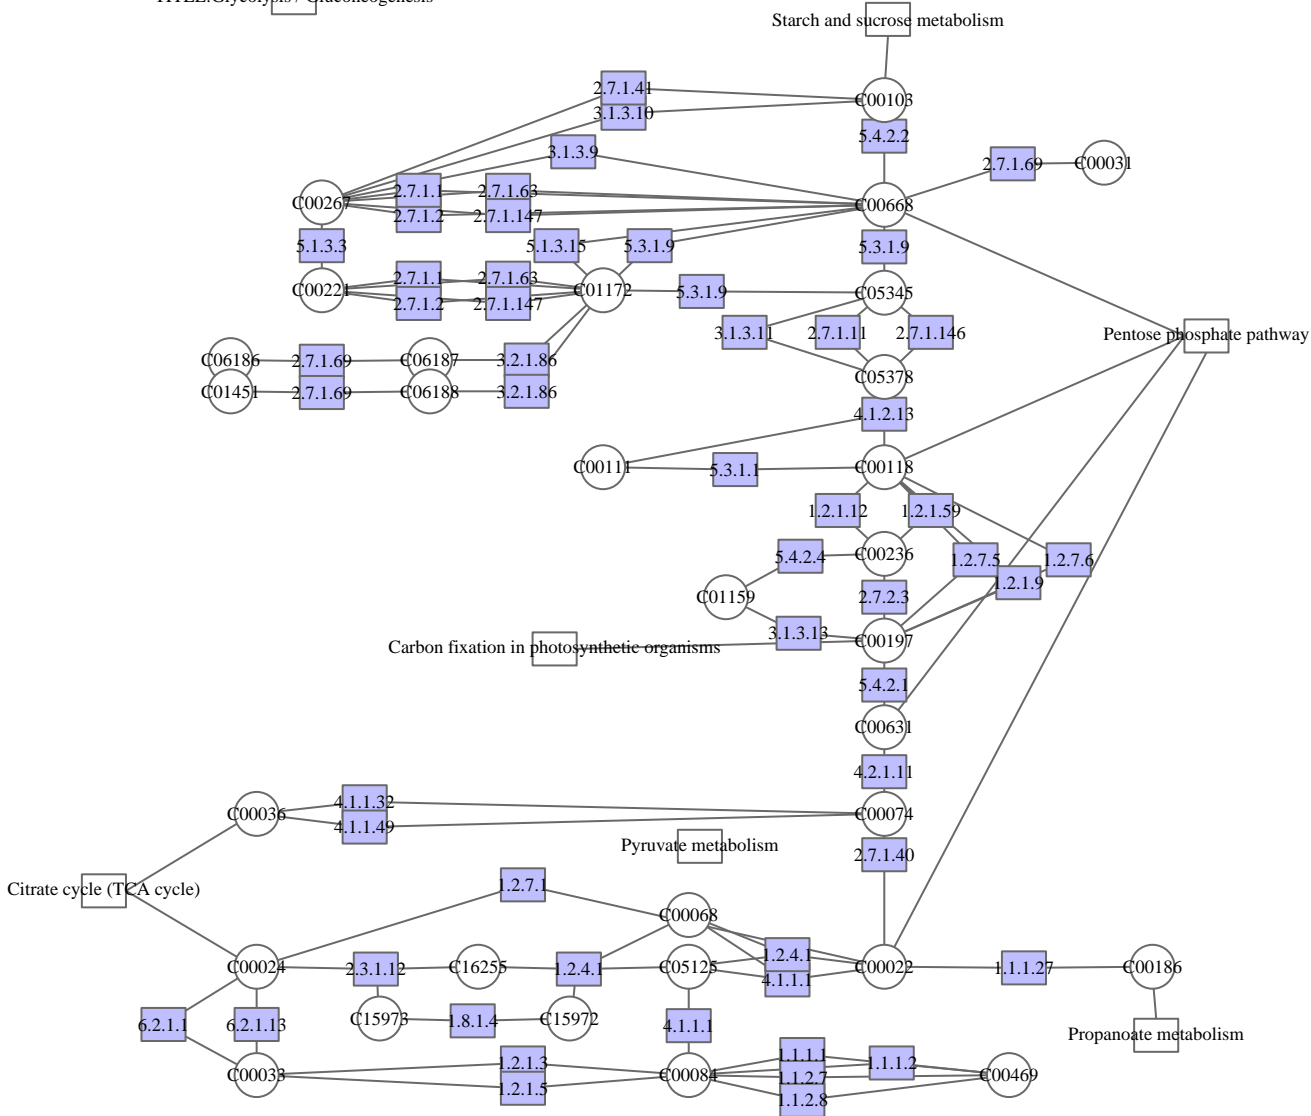 TITLE:Glycolysis / Gluconeogenesis
Starch and sucrose metabolism
2.7.1.41
C00103
3.1.3.10
5.4.2.2
3.1.3.9
2.7.1.69
C00031
2.7.1.1
2.7.1.63
C00267
C00668
2.7.1.2
2.7.1.147
5.1.3.3
5.1.3.15
5.3.1.9
5.3.1.9
2.7.1.1
2.7.1.63
C00221
C01172
5.3.1.9
C05345
2.7.1.2
2.7.1.147
3.1.3.11
2.7.1.11
2.7.1.146
Pentose phosphate pathway
C06186
2.7.1.69
C06187
3.2.1.86
C05378
C01451
2.7.1.69
C06188
3.2.1.86
4.1.2.13
C00111
5.3.1.1
C00118
1.2.1.12
1.2.1.59
5.4.2.4
C00236
1.2.7.5
1.2.7.6
1.2.1.9
C01159
2.7.2.3
3.1.3.13
C00197
Carbon fixation in photosynthetic organisms
5.4.2.1
C00631
4.2.1.11
4.1.1.32
C00036
C00074
4.1.1.49
Pyruvate metabolism
2.7.1.40
Citrate cycle (TCA cycle)
1.2.7.1
C00068
1.2.4.1
C00024
2.3.1.12
C16255
1.2.4.1
C05125
C00022
1.1.1.27
C00186
4.1.1.1
6.2.1.1
6.2.1.13
C15973
1.8.1.4
C15972
4.1.1.1
Propanoate metabolism
1.2.1.3
1.1.1.1
1.1.1.2
C00033
C00084
1.1.2.7
C00469
1.2.1.5
1.1.2.8